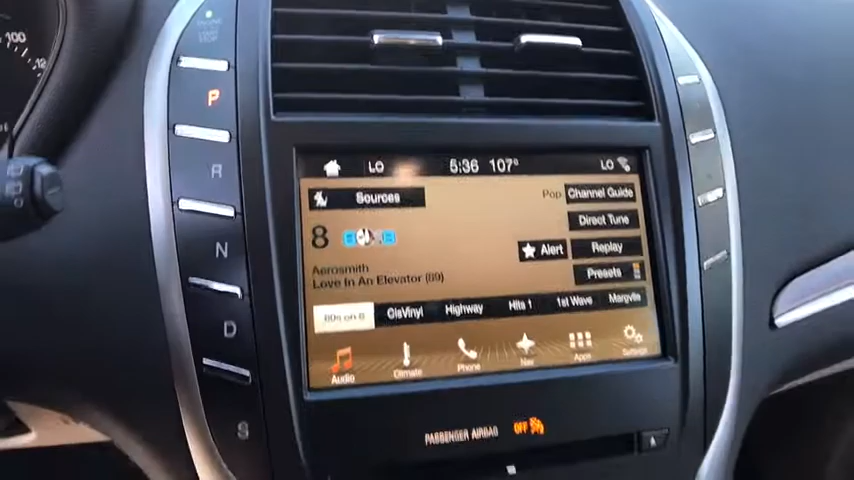 100
P
R
N
D
S
LO 5:36 107° LO
Sources Pop Channel Guide
Direct Tune
8 Alert Replay
Presets
Aerosmith
Love In An Elevator (89)
80s on 8 ClsVinyl Highway Hits 1 1st Wave Margvlle
Audio Climate Phone Nav Apps Settings
PASSENGER AIRBAG OFF